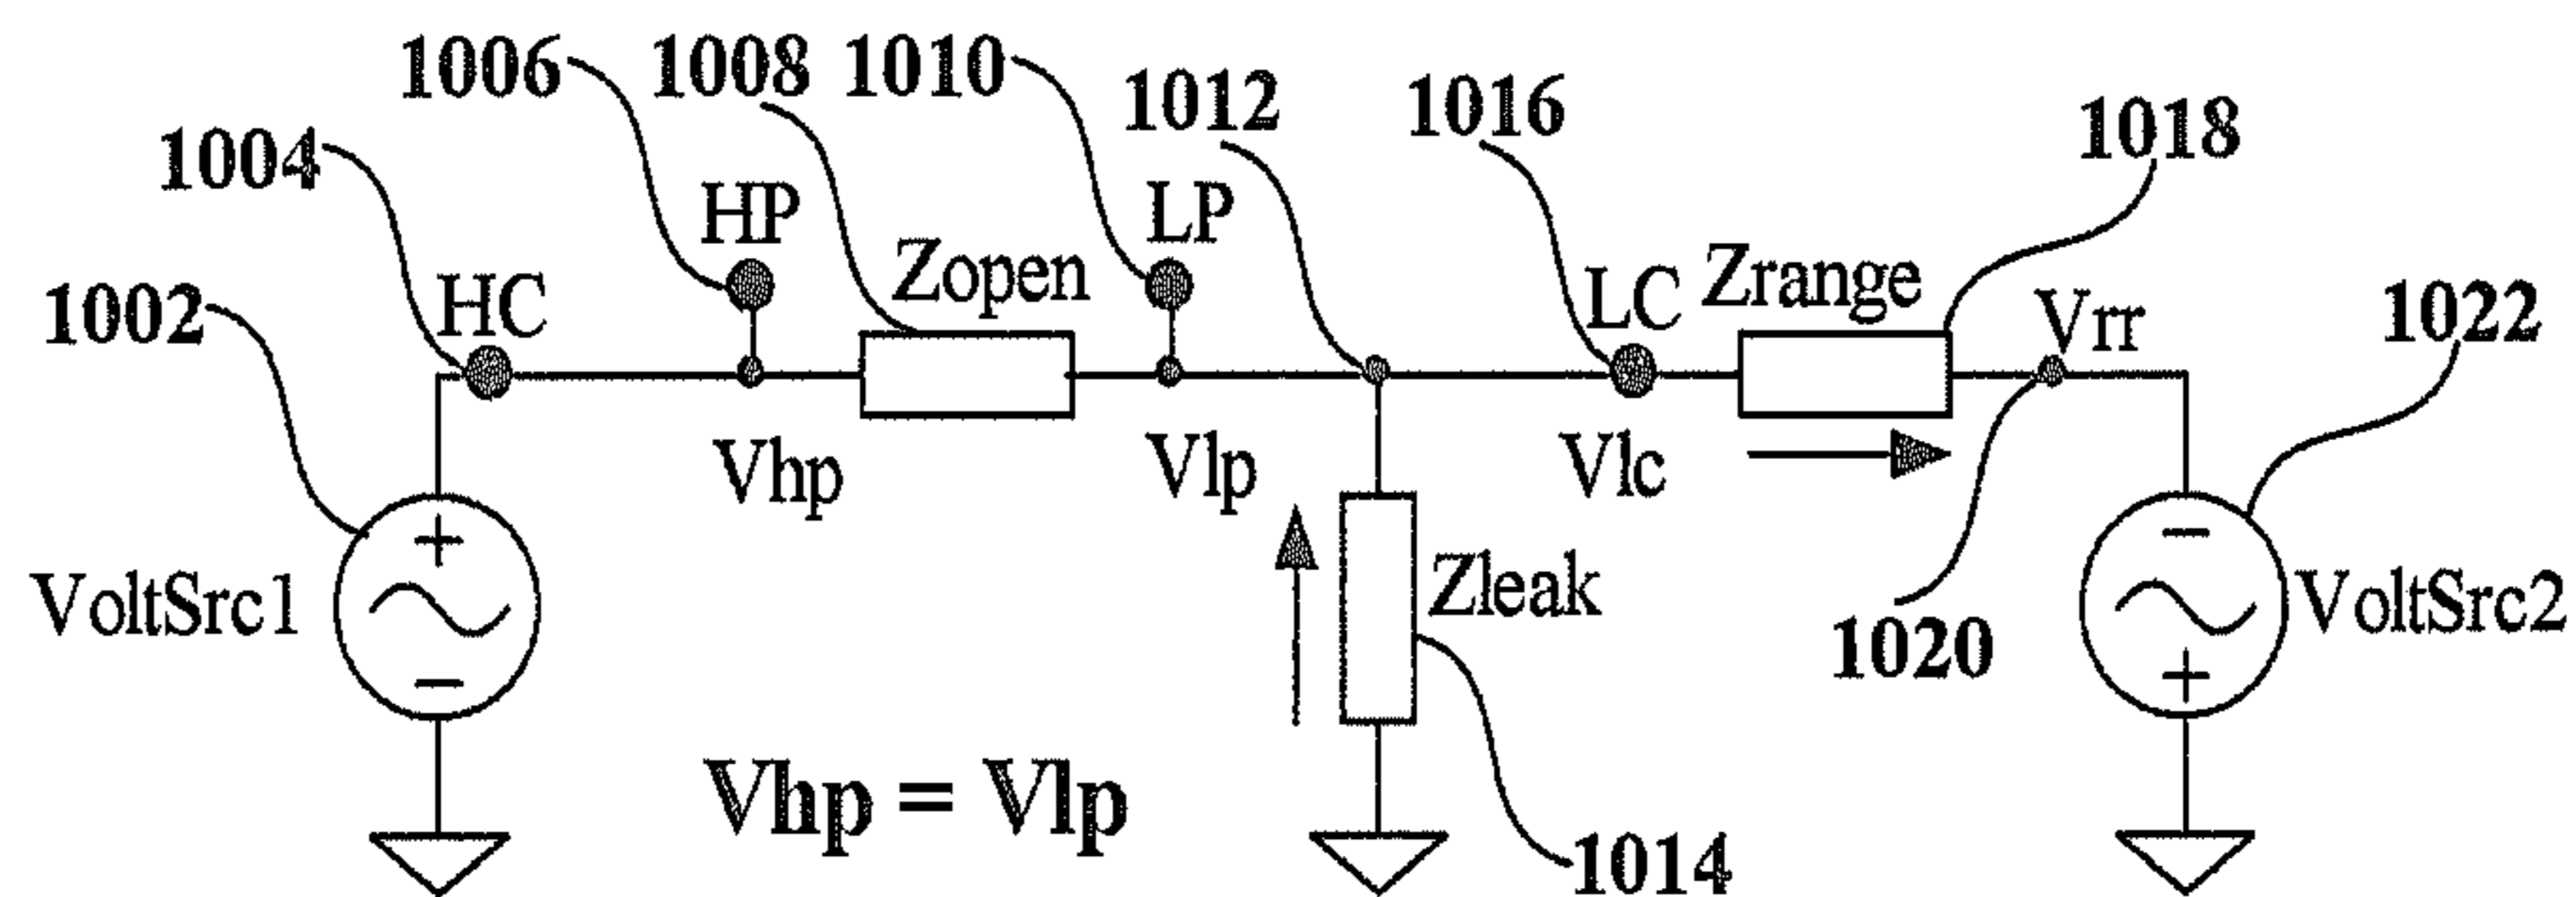 1006 1008 1010 1012 1016 1018
1004 HP LP
1002 HC Zopen LC Zrange Vrr 1022
Vhp Vlp Vlc
+ −
VoltSrc1 Zleak 1020 VoltSrc2
− +
Vhp = Vlp 1014